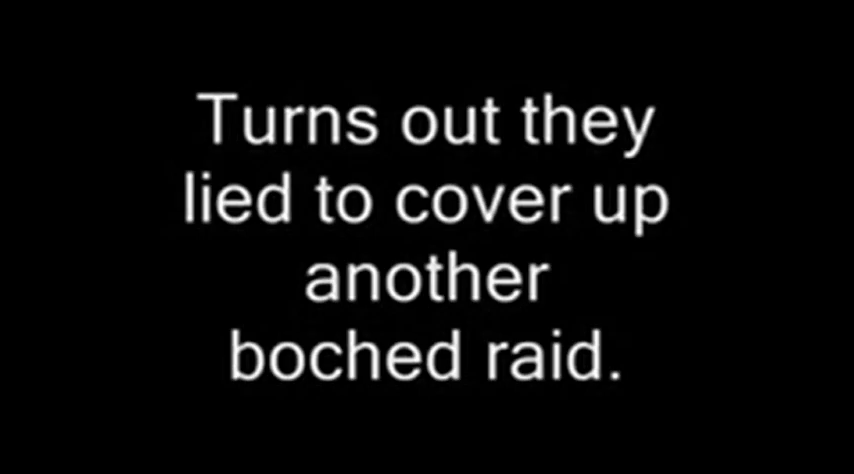 Turns out they
lied to cover up
another
boched raid.